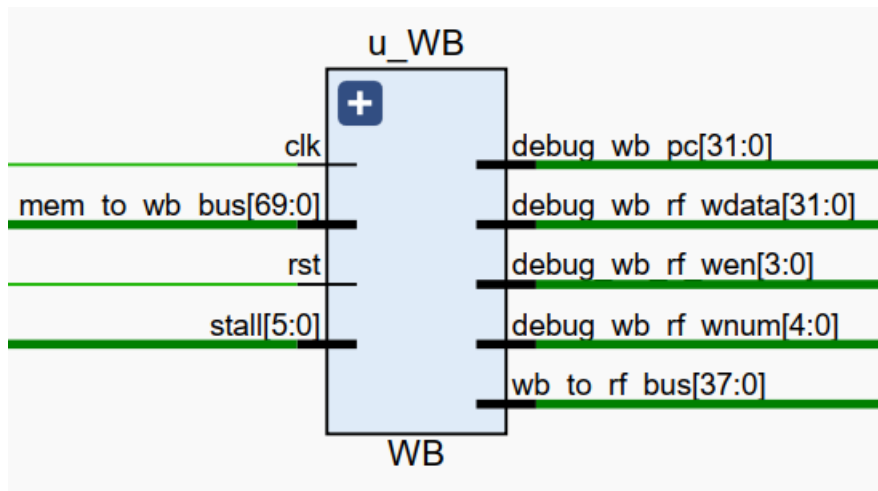 u_WB
clk
mem_to_wb_bus[69:0]
rst
stall[5:0]
debug_wb_pc[31:0]
debug_wb_rf_wdata[31:0]
debug_wb_rf_wen[3:0]
debug_wb_rf_wnum[4:0]
wb_to_rf_bus[37:0]
WB